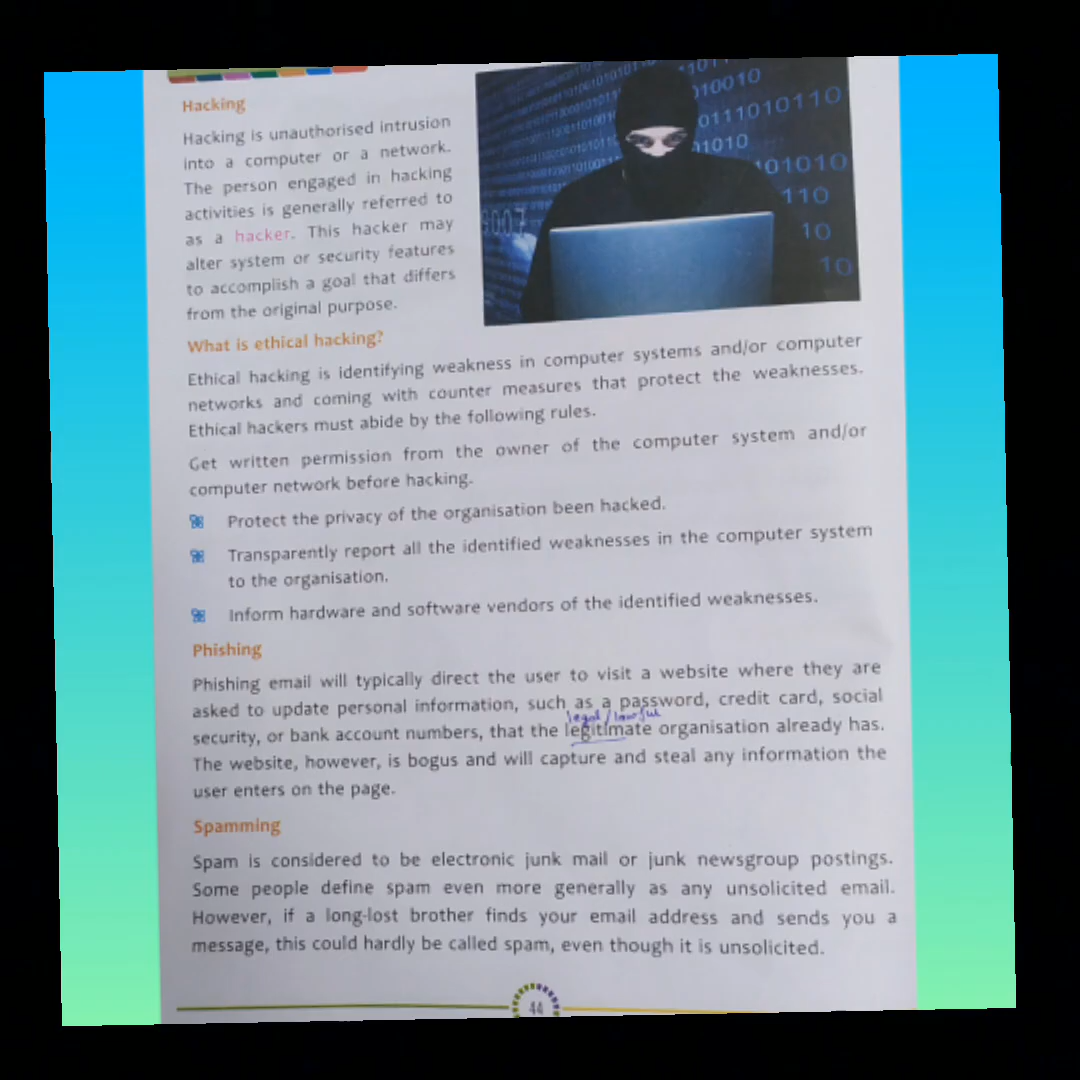 Hacking
Hacking is unauthorised intrusion
into a computer or a network.
The person engaged in hacking
activities is generally referred to
as a hacker. This hacker may
alter system or security features
to accomplish a goal that differs
from the original purpose.
What is ethical hacking?
Ethical hacking is identifying weakness in computer systems and/or computer
networks and coming with counter measures that protect the weaknesses.
Ethical hackers must abide by the following rules.
Get written permission from the owner of the computer system and/or
computer network before hacking.
Protect the privacy of the organisation been hacked.
Transparently report all the identified weaknesses in the computer system
to the organisation.
Inform hardware and software vendors of the identified weaknesses.
Phishing
Phishing email will typically direct the user to visit a website where they are
asked to update personal information, such as a password, credit card, social
legal/lawful
security, or bank account numbers, that the legitimate organisation already has.
The website, however, is bogus and will capture and steal any information the
user enters on the page.
Spamming
Spam is considered to be electronic junk mail or junk newsgroup postings.
Some people define spam even more generally as any unsolicited email.
However, if a long-lost brother finds your email address and sends you a
message, this could hardly be called spam, even though it is unsolicited.
44